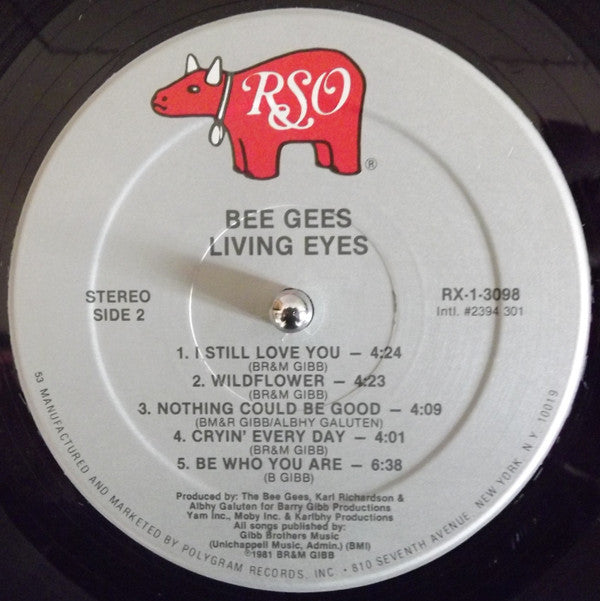 RSO
®
BEE GEES
LIVING EYES
STEREO
SIDE 2
RX-1-3098
Intl. #2394 301
1. I STILL LOVE YOU — 4:24
(BR&M GIBB)
2. WILDFLOWER — 4:23
(BR&M GIBB)
3. NOTHING COULD BE GOOD — 4:09
(BM&R GIBB/ALBHY GALUTEN)
4. CRYIN' EVERY DAY — 4:01
(BR&M GIBB)
5. BE WHO YOU ARE — 6:38
(B GIBB)
Produced by: The Bee Gees, Karl Richardson &
Albhy Galuten for Barry Gibb Productions
Yam Inc., Moby Inc. & Karlbhy Productions
All songs published by:
Gibb Brothers Music
(Unichappell Music, Admin.) (BMI)
©1981 BR&M GIBB
53 MANUFACTURED AND MARKETED BY POLYGRAM RECORDS, INC. • 810 SEVENTH AVENUE, NEW YORK, N.Y. 10019